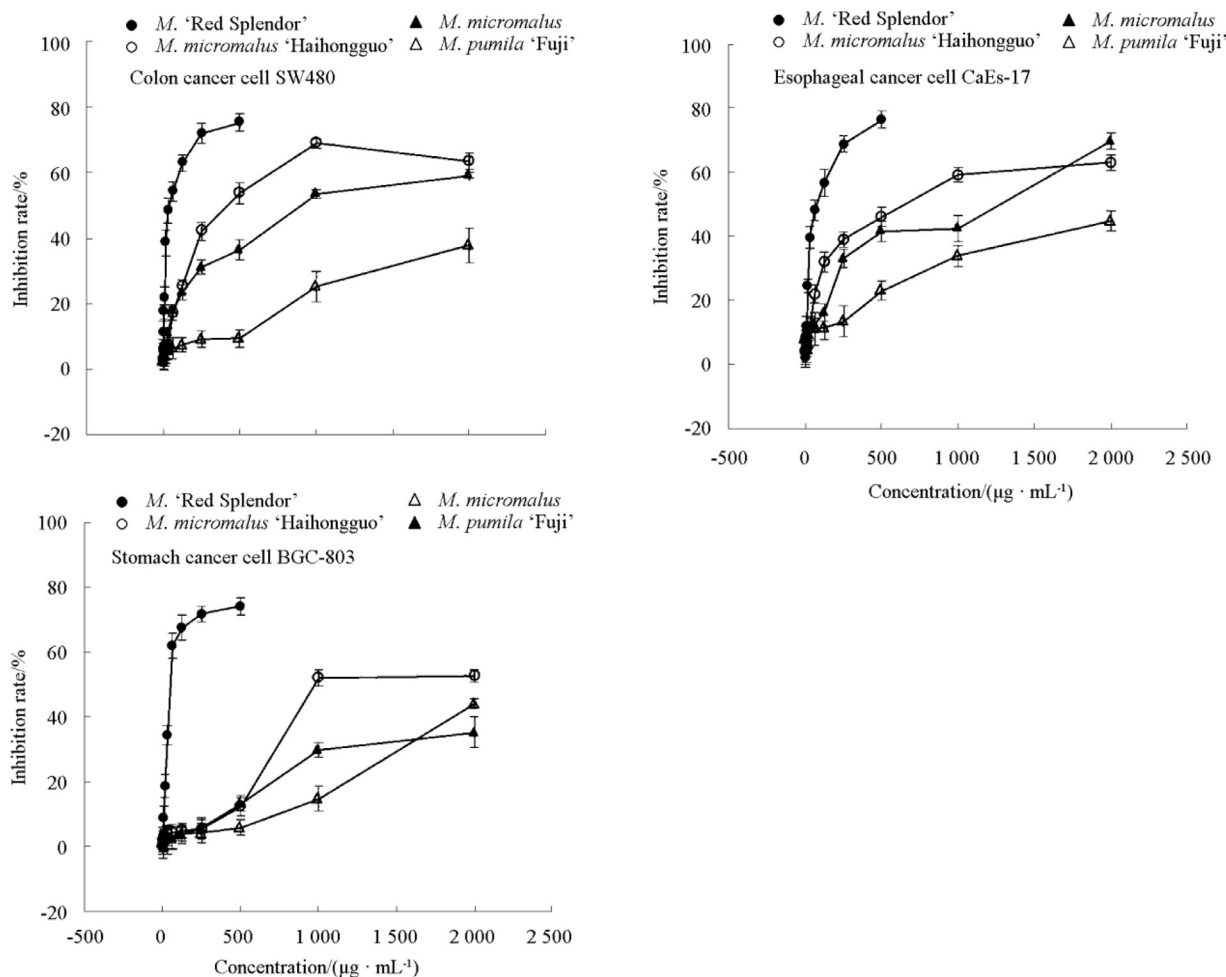 M. ‘Red Splendor’ M. micromalus
M. micromalus ‘Haihongguo’ M. pumila ‘Fuji’
100
Colon cancer cell SW480
80
60
40
20
0
-20
Inhibition rate/%
M. ‘Red Splendor’ M. micromalus
M. micromalus ‘Haihongguo’ M. pumila ‘Fuji’
100
Esophageal cancer cell CaEs-17
80
60
40
20
0
-20
Inhibition rate/%
-500 0 500 1 000 1 500 2 000 2 500
Concentration/(μg · mL-1)
M. ‘Red Splendor’ M. micromalus
M. micromalus ‘Haihongguo’ M. pumila ‘Fuji’
100
Stomach cancer cell BGC-803
80
60
40
20
0
-20
Inhibition rate/%
-500 0 500 1 000 1 500 2 000 2 500
Concentration/(μg · mL-1)